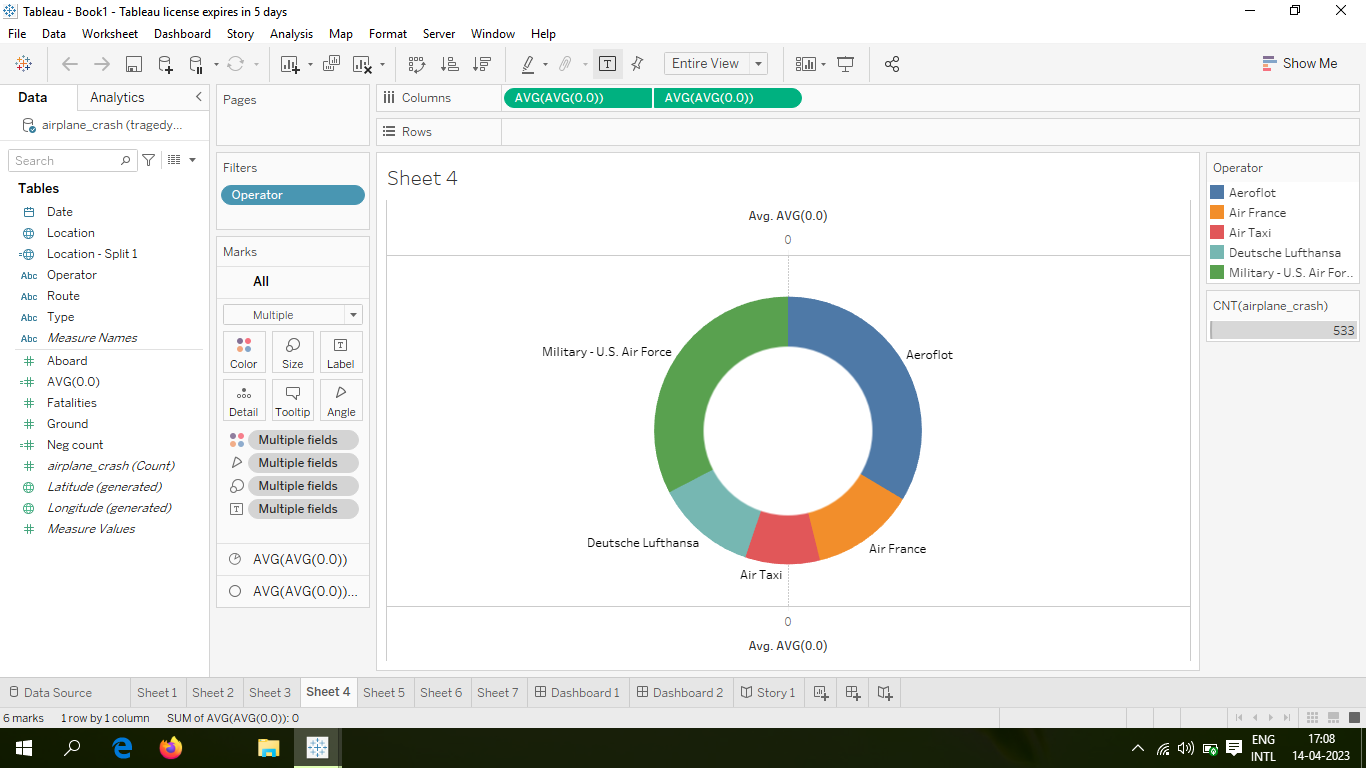 Tableau - Book1 - Tableau license expires in 5 days
File Data Worksheet Dashboard Story Analysis Map Format Server Window Help
Entire View
Show Me
Data Analytics
airplane_crash (tragedy...
Search
Tables
Date
Location
Location - Split 1
Abc Operator
Abc Route
Abc Type
Abc Measure Names
Aboard
AVG(0.0)
Fatalities
Ground
Neg count
airplane_crash (Count)
Latitude (generated)
Longitude (generated)
Measure Values
Pages
Filters
Operator
Marks
All
Multiple
Color Size Label
Detail Tooltip Angle
Multiple fields
Multiple fields
Multiple fields
Multiple fields
AVG(AVG(0.0))
AVG(AVG(0.0))...
Columns AVG(AVG(0.0)) AVG(AVG(0.0))
Rows
Sheet 4
Avg. AVG(0.0)
0
Military - U.S. Air Force
Aeroflot
Deutsche Lufthansa
Air France
Air Taxi
0
Avg. AVG(0.0)
Operator
Aeroflot
Air France
Air Taxi
Deutsche Lufthansa
Military - U.S. Air For..
CNT(airplane_crash)
533
Data Source Sheet 1 Sheet 2 Sheet 3 Sheet 4 Sheet 5 Sheet 6 Sheet 7 Dashboard 1 Dashboard 2 Story 1
6 marks 1 row by 1 column SUM of AVG(AVG(0.0)): 0
ENG
INTL
17:08
14-04-2023